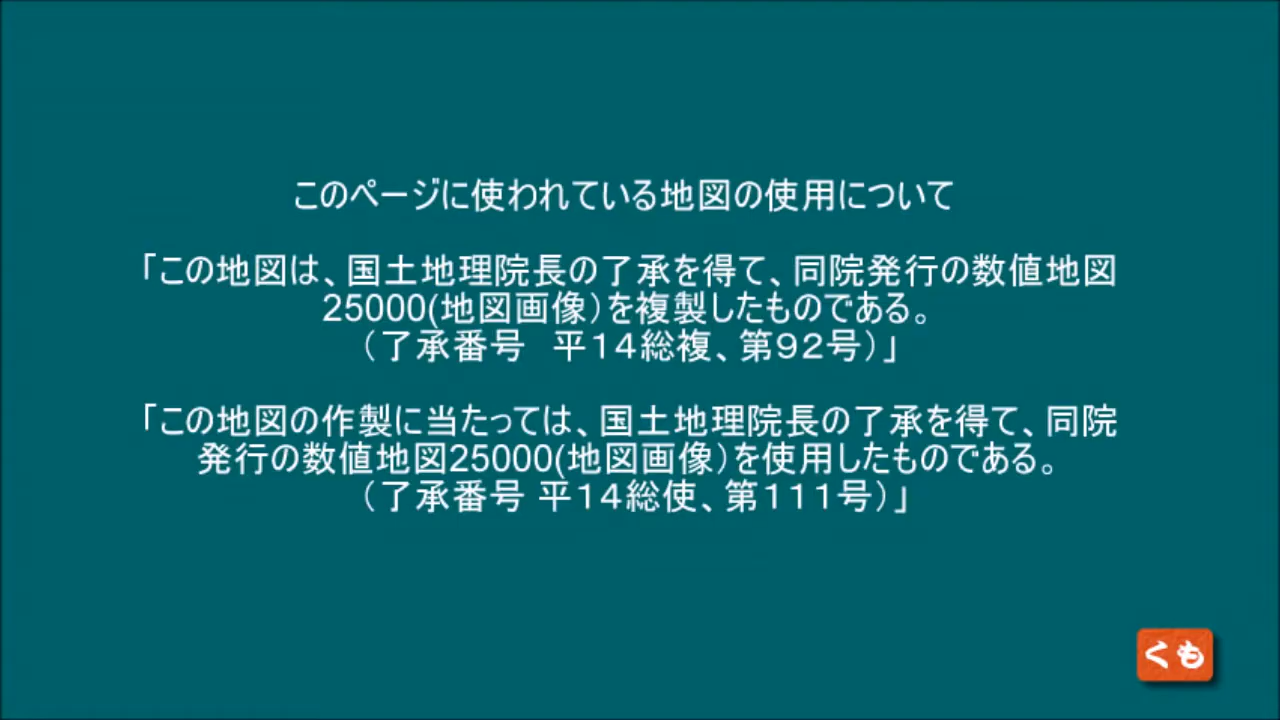 このページに使われている地図の使用について
「この地図は、国土地理院長の了承を得て、同院発行の数値地図
25000(地図画像）を複製したものである。
（了承番号　平１４総複、第９２号）」
「この地図の作製に当たっては、国土地理院長の了承を得て、同院
発行の数値地図25000(地図画像）を使用したものである。
（了承番号 平１４総使、第１１１号）」
くも